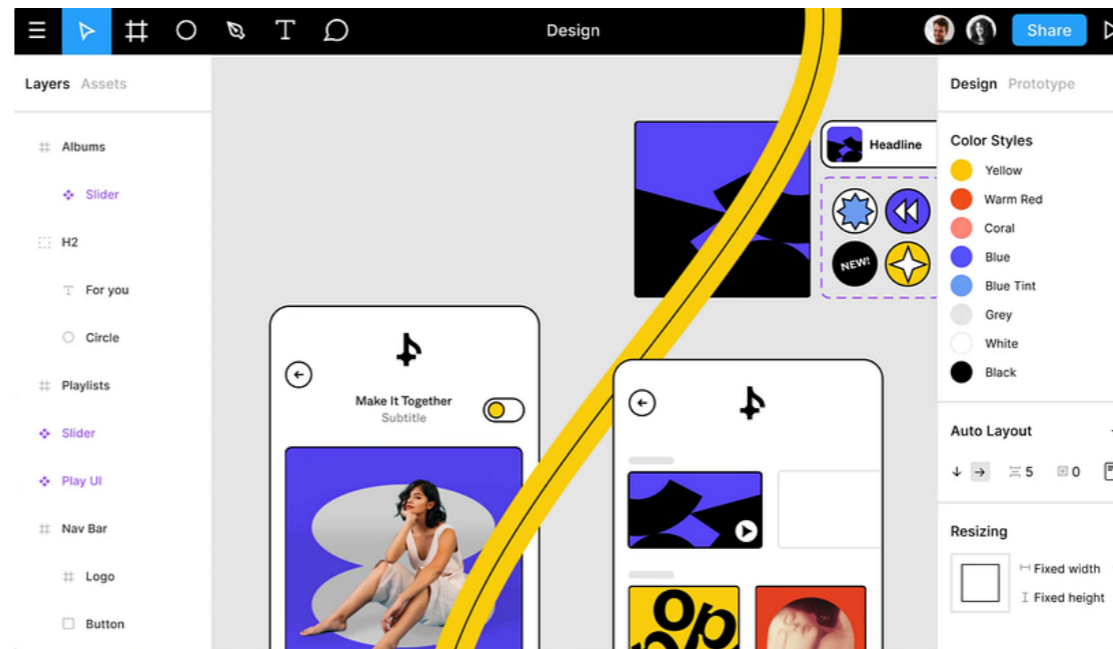 Design
Share
Layers Assets
Albums
Slider
H2
For you
Circle
Playlists
Slider
Play UI
Nav Bar
Logo
Button
Make It Together
Subtitle
Headline
NEW!
op
Design Prototype
Color Styles
Yellow
Warm Red
Coral
Blue
Blue Tint
Grey
White
Black
Auto Layout
5 0
Resizing
Fixed width
Fixed height